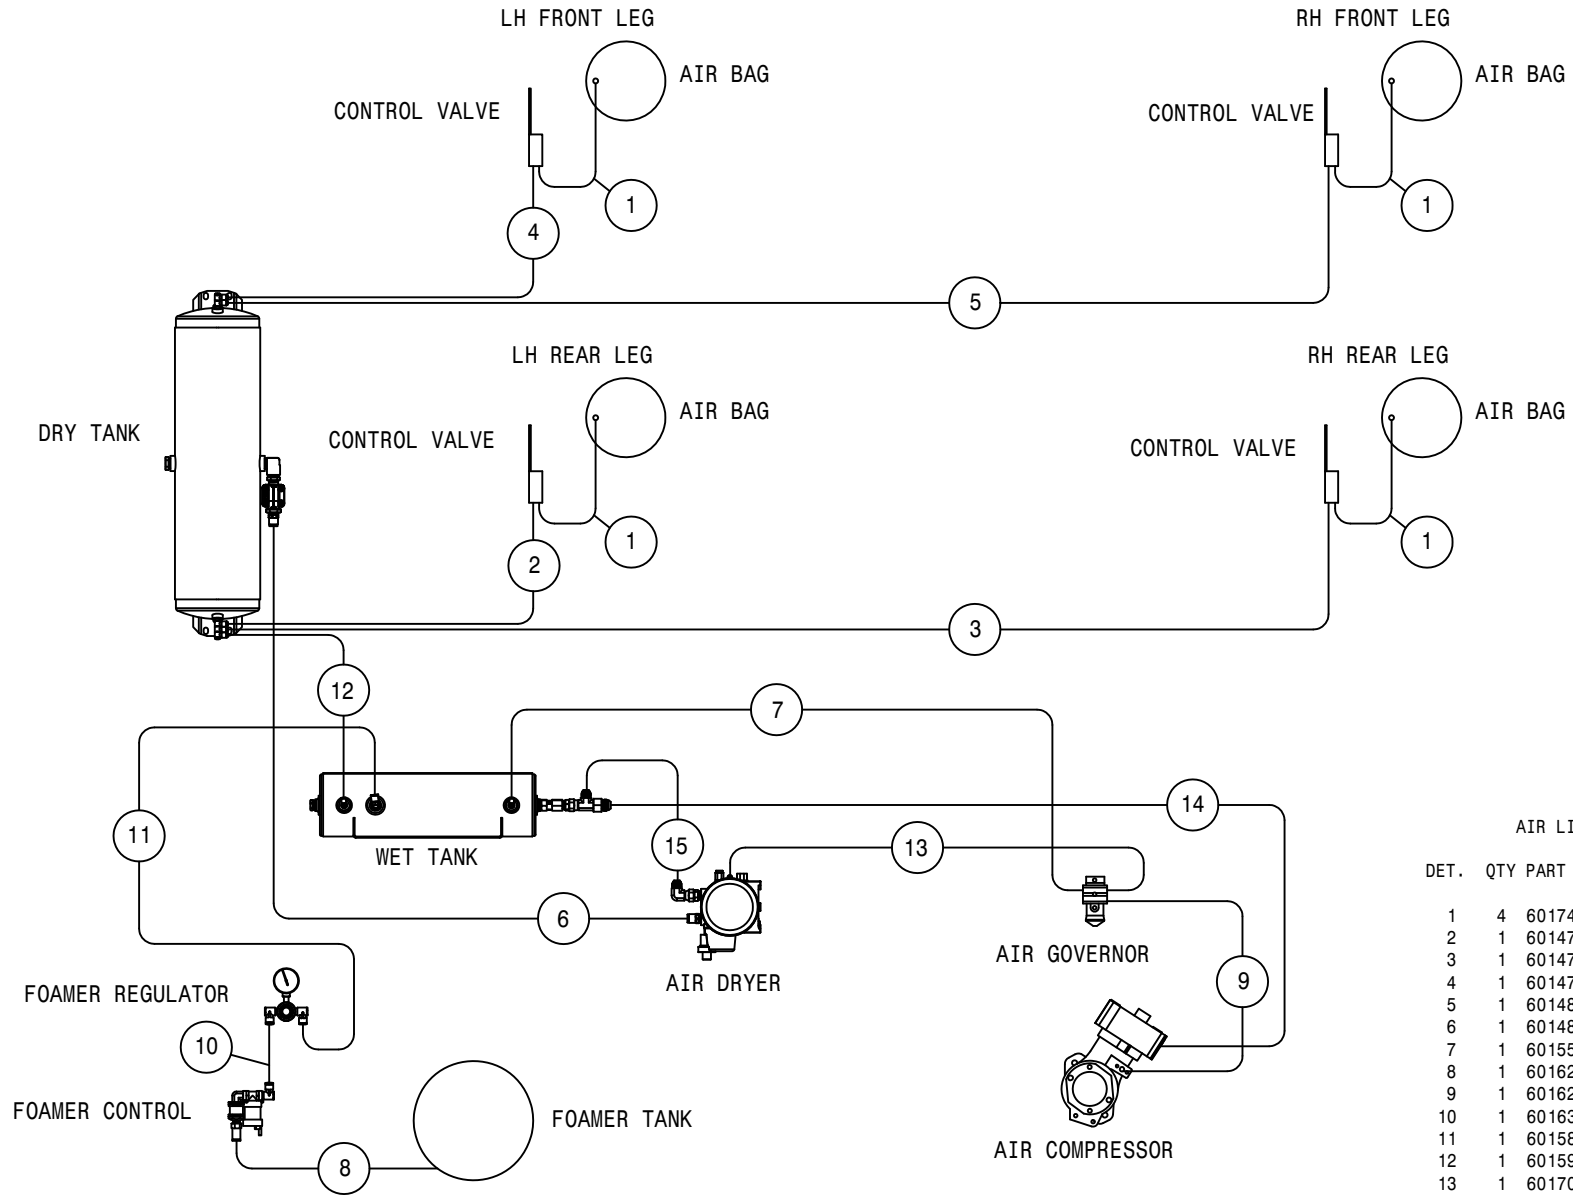 LH FRONT LEG
RH FRONT LEG
AIR BAG
AIR BAG
CONTROL VALVE
CONTROL VALVE
1
1
4
5
LH REAR LEG
RH REAR LEG
AIR BAG
AIR BAG
DRY TANK
CONTROL VALVE
CONTROL VALVE
1
1
2
3
12
7
14
11
WET TANK
15
13
6
AIR GOVERNOR
AIR DRYER
9
FOAMER REGULATOR
10
FOAMER CONTROL
FOAMER TANK
AIR COMPRESSOR
8
AIR LI
DET. QTY PART
1 4 60174
2 1 60147
3 1 60147
4 1 60147
5 1 60148
6 1 60148
7 1 60155
8 1 60162
9 1 60162
10 1 60163
11 1 60158
12 1 60159
13 1 60170